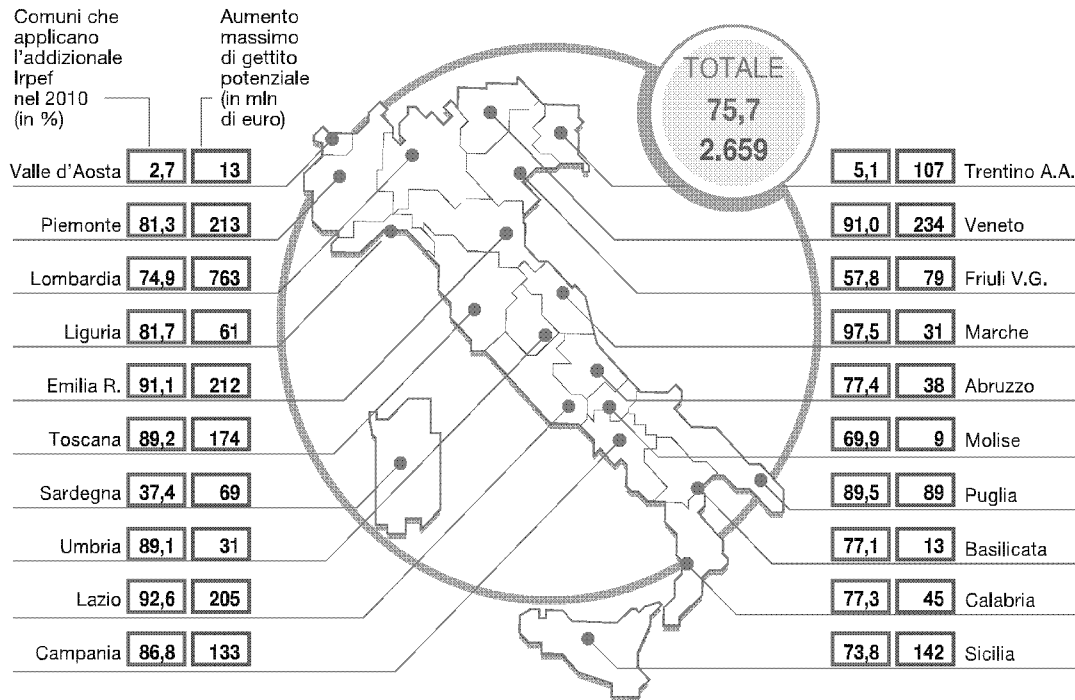 Comuni che
applicano
l'addizionale
Irpef
nel 2010
(in %)
Aumento
massimo
di gettito
potenziale
(in mln
di euro)
TOTALE
75,7
2.659
Valle d'Aosta 2,7 13
Piemonte 81,3 213
Lombardia 74,9 763
Liguria 81,7 61
Emilia R. 91,1 212
Toscana 89,2 174
Sardegna 37,4 69
Umbria 89,1 31
Lazio 92,6 205
Campania 86,8 133
5,1 107 Trentino A.A.
91,0 234 Veneto
57,8 79 Friuli V.G.
97,5 31 Marche
77,4 38 Abruzzo
69,9 9 Molise
89,5 89 Puglia
77,1 13 Basilicata
77,3 45 Calabria
73,8 142 Sicilia